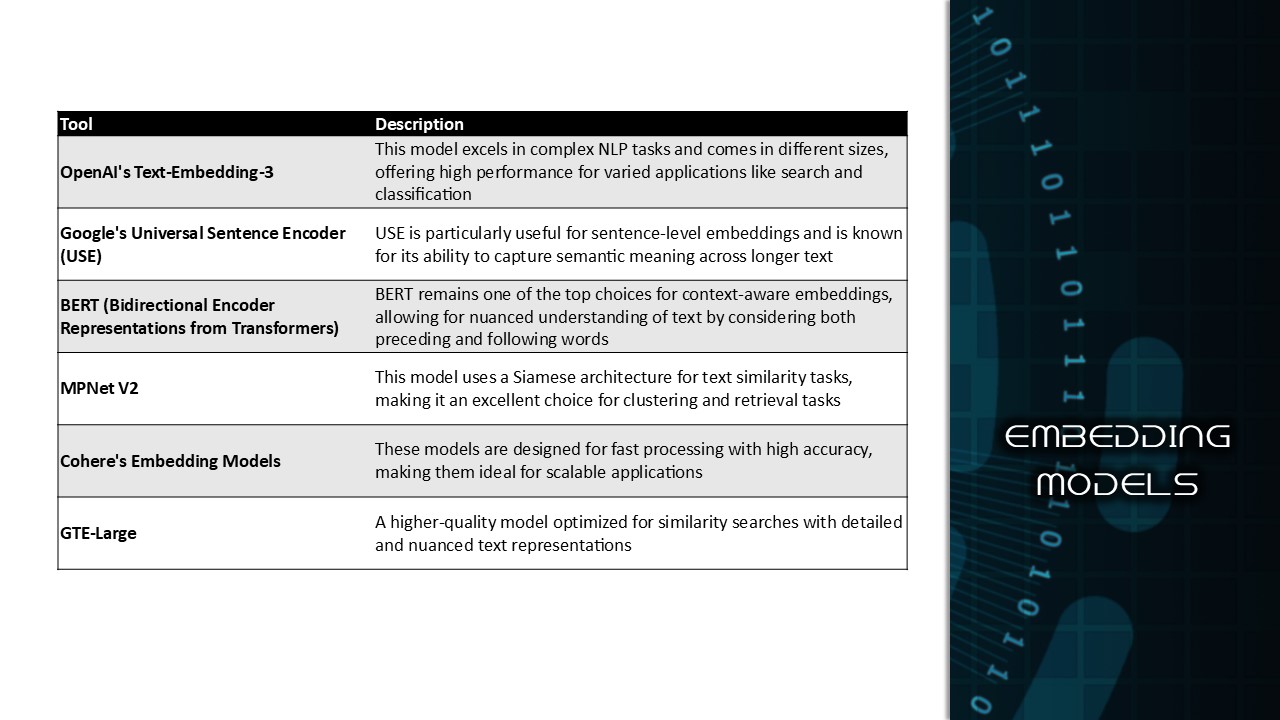 Tool Description
OpenAI's Text-Embedding-3
This model excels in complex NLP tasks and comes in different sizes,
offering high performance for varied applications like search and
classification
Google's Universal Sentence Encoder
(USE)
USE is particularly useful for sentence-level embeddings and is known
for its ability to capture semantic meaning across longer text
BERT (Bidirectional Encoder
Representations from Transformers)
BERT remains one of the top choices for context-aware embeddings,
allowing for nuanced understanding of text by considering both
preceding and following words
MPNet V2
This model uses a Siamese architecture for text similarity tasks,
making it an excellent choice for clustering and retrieval tasks
Cohere's Embedding Models
These models are designed for fast processing with high accuracy,
making them ideal for scalable applications
GTE-Large
A higher-quality model optimized for similarity searches with detailed
and nuanced text representations
EMBEDDING
MODELS